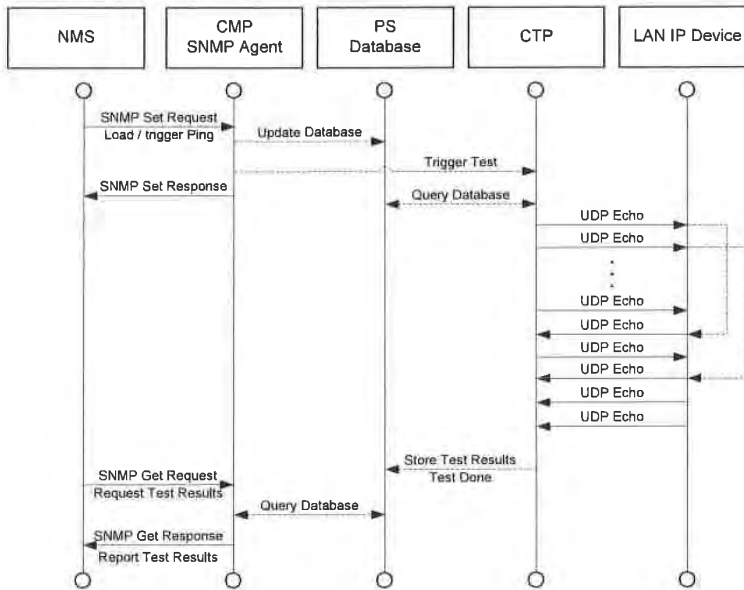 NMS
CMP
SNMP Agent
PS
Database
CTP
LAN IP Device
SNMP Set Request
Load / trigger Ping
Update Database
Trigger Test
SNMP Set Response
Query Database
UDP Echo
UDP Echo
UDP Echo
UDP Echo
UDP Echo
UDP Echo
UDP Echo
UDP Echo
Store Test Results
Test Done
SNMP Get Request
Request Test Results
Query Database
SNMP Get Response
Report Test Results